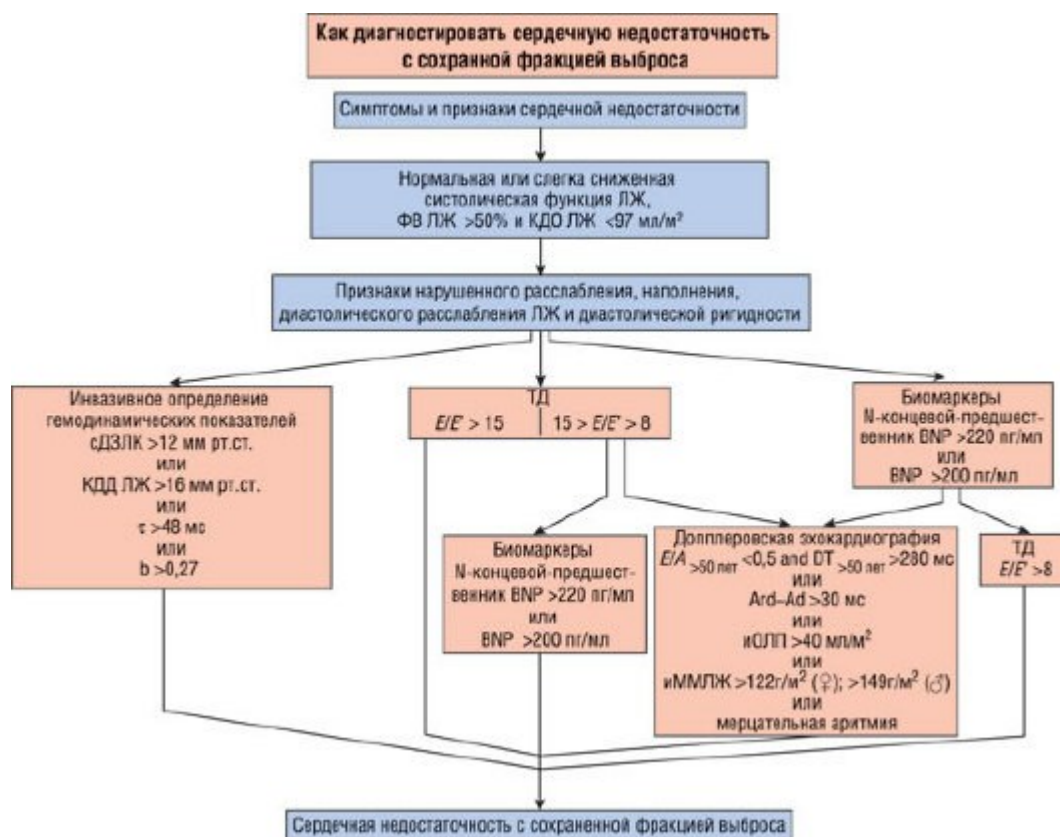 Как диагностировать сердечную недостаточность
с сохранной фракцией выброса
Симптомы и признаки сердечной недостаточности
Нормальная или слегка сниженная
систолическая функция ЛЖ,
ФВ ЛЖ >50% и КДО ЛЖ <97 мл/м²
Признаки нарушенного расслабления, наполнения,
диастолического расслабления ЛЖ и диастолической ригидности
Инвазивное определение
гемодинамических показателей
сДЗЛК >12 мм рт.ст.
или
КДД ЛЖ >16 мм рт.ст.
или
τ >48 мс
или
b >0,27
ТД
E/E' > 15
15 > E/E' > 8
Биомаркеры
N-концевой-предшест-
венник BNP >220 пг/мл
или
BNP >200 пг/мл
Биомаркеры
N-концевой-предшест-
венник BNP >220 пг/мл
или
BNP >200 пг/мл
Допплеровская эхокардиография
E/A >50 лет <0,5 and DT >50 лет >280 мс
или
Ard–Ad >30 мс
или
иОЛП >40 мл/м²
или
иММЛЖ >122г/м² (♀); >149г/м² (♂)
или
мерцательная аритмия
ТД
E/E' >8
Сердечная недостаточность с сохраненной фракцией выброса